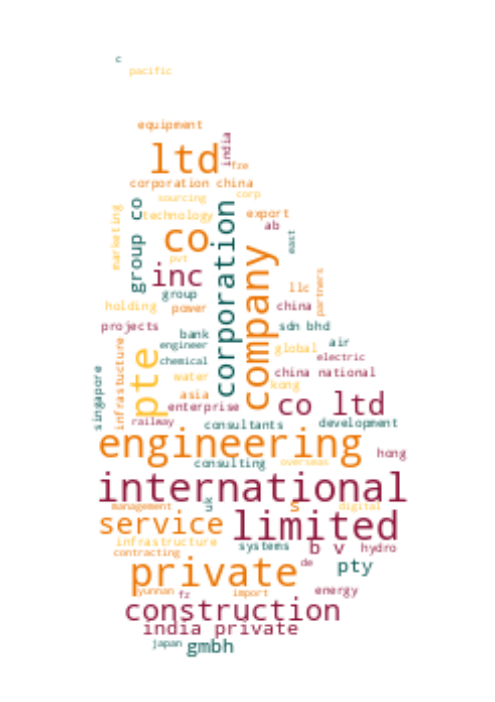 c
pacific
equipment
ltd
india
fze
corporation china
sourcing
corp
marketing
group co
technology
corporation
export
ab
co
east
company
pvt
inc
group
llc
partners
holding
power
china
projects
bank
sdn bhd
engineer
air
infrastucture
pte
chemical
global
electric
singapore
water
china national
kong
asia
enterprise
co ltd
railway
consultants
development
engineering
hong
consulting
overseas
international
management
uk
s
digital
service
limited
infrastructure
systems
b v
hydro
contracting
private
de
pty
yunnan
fz
import
energy
construction
india private
japan
gmbh